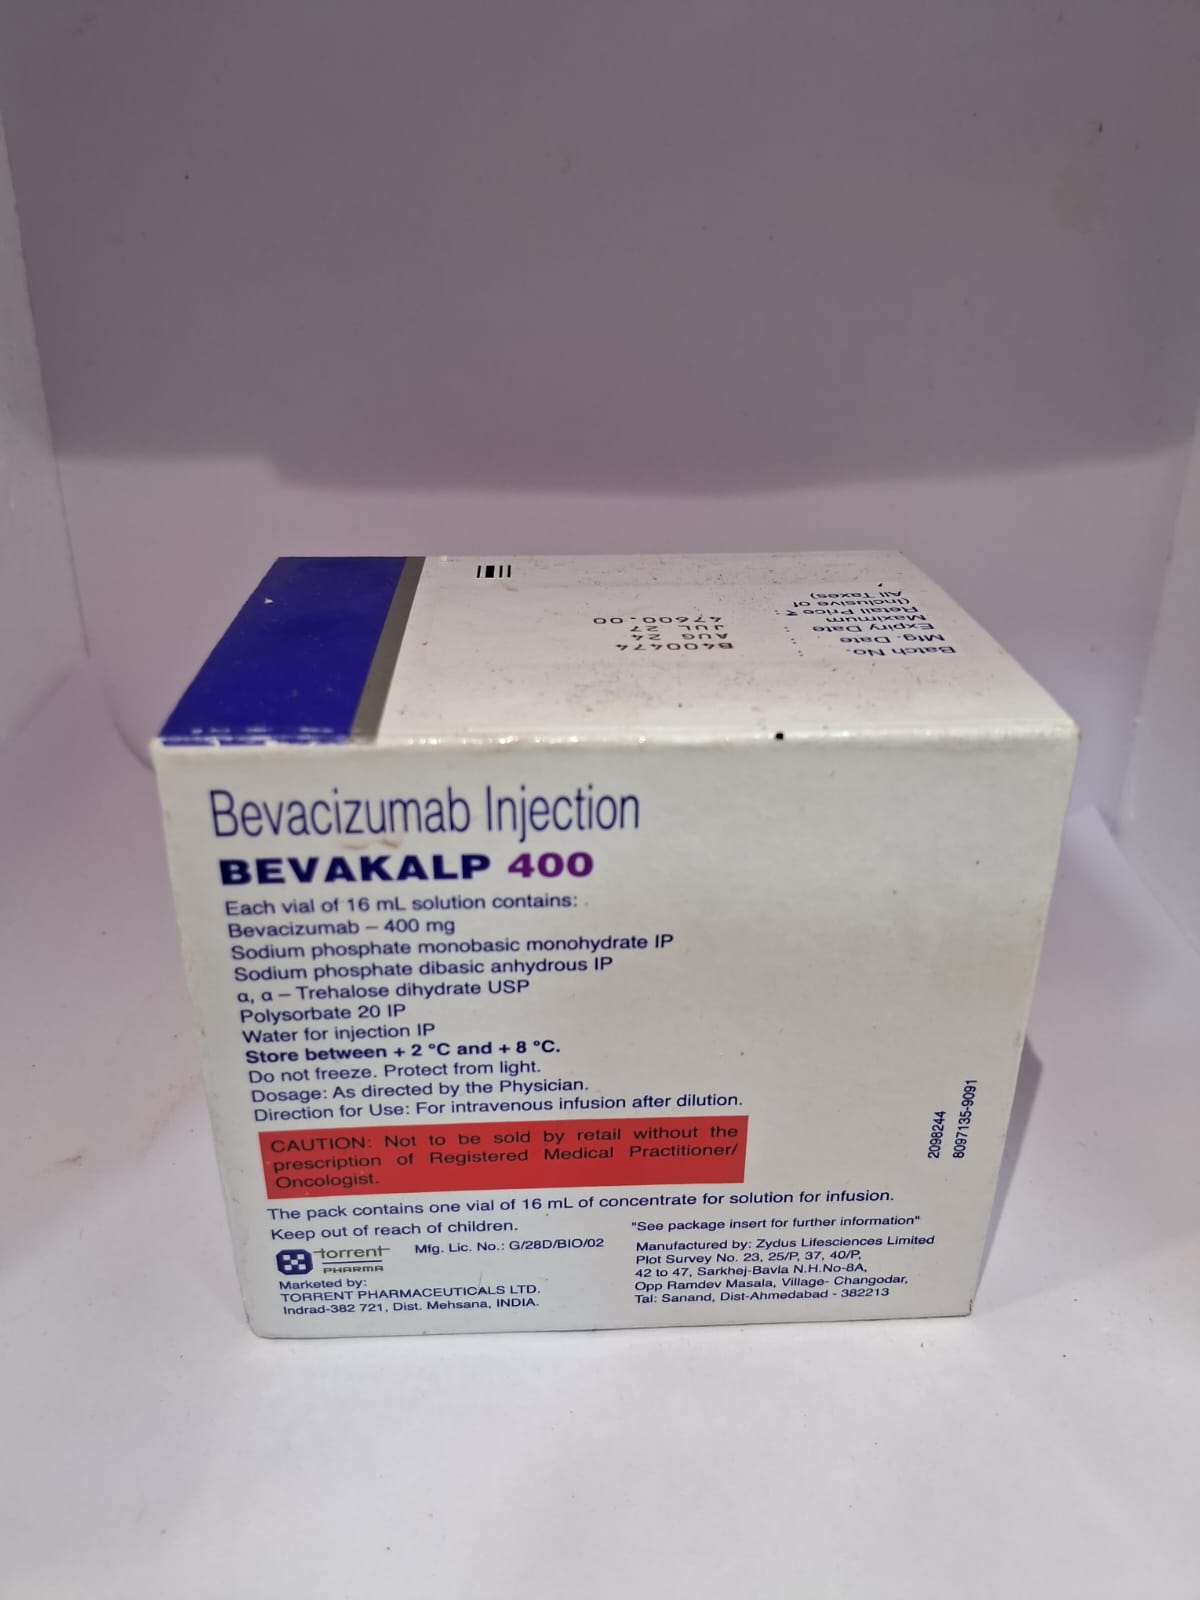 Batch No. : B400474
Mfg. Date : AUG 24
Expiry Date : JUL 27
Maximum
Retail Price ₹ : 47600.00
(Inclusive of
All Taxes)
Bevacizumab Injection
BEVAKALP 400
Each vial of 16 mL solution contains:
Bevacizumab – 400 mg
Sodium phosphate monobasic monohydrate IP
Sodium phosphate dibasic anhydrous IP
α, α – Trehalose dihydrate USP
Polysorbate 20 IP
Water for injection IP
Store between + 2 °C and + 8 °C.
Do not freeze. Protect from light.
Dosage: As directed by the Physician.
Direction for Use: For intravenous infusion after dilution.
CAUTION: Not to be sold by retail without the
prescription of Registered Medical Practitioner/
Oncologist.
The pack contains one vial of 16 mL of concentrate for solution for infusion.
Keep out of reach of children.
"See package insert for further information"
torrent
PHARMA
Mfg. Lic. No.: G/28D/BIO/02
Marketed by:
TORRENT PHARMACEUTICALS LTD.
Indrad-382 721, Dist. Mehsana, INDIA.
Manufactured by: Zydus Lifesciences Limited
Plot Survey No. 23, 25/P, 37, 40/P,
42 to 47, Sarkhej-Bavla N.H.No-8A,
Opp Ramdev Masala, Village- Changodar,
Tal: Sanand, Dist-Ahmedabad - 382213
2098244
8097135-9091